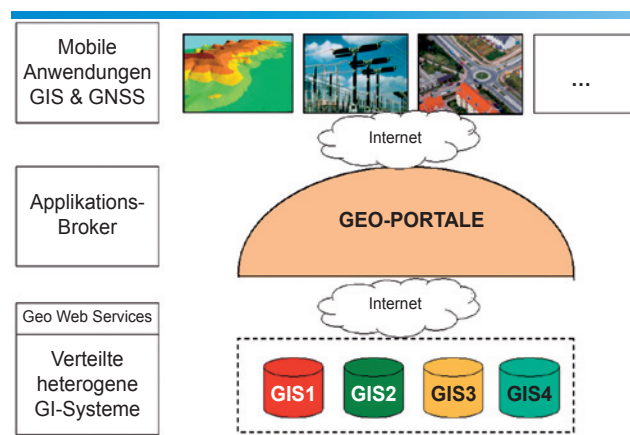 Mobile
Anwendungen
GIS & GNSS
...
Internet
Applikations-
Broker
GEO-PORTALE
Internet
Geo Web Services
Verteilte
heterogene
GI-Systeme
GIS1
GIS2
GIS3
GIS4